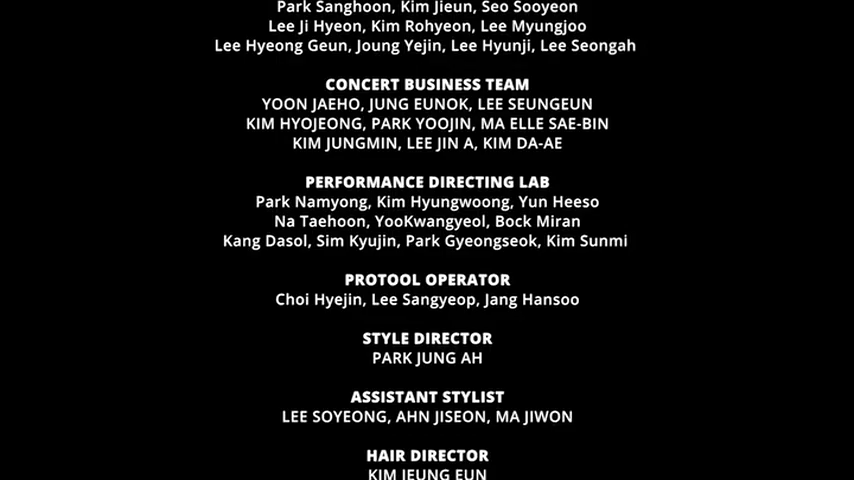 Park Sanghoon, Kim Jieun, Seo Sooyeon
Lee Ji Hyeon, Kim Rohyeon, Lee Myungjoo
Lee Hyeong Geun, Joung Yejin, Lee Hyunji, Lee Seongah
CONCERT BUSINESS TEAM
YOON JAEHO, JUNG EUNOK, LEE SEUNGEUN
KIM HYOJEONG, PARK YOOJIN, MA ELLE SAE-BIN
KIM JUNGMIN, LEE JIN A, KIM DA-AE
PERFORMANCE DIRECTING LAB
Park Namyong, Kim Hyungwoong, Yun Heeso
Na Taehoon, YooKwangyeol, Bock Miran
Kang Dasol, Sim Kyujin, Park Gyeongseok, Kim Sunmi
PROTOOL OPERATOR
Choi Hyejin, Lee Sangyeop, Jang Hansoo
STYLE DIRECTOR
PARK JUNG AH
ASSISTANT STYLIST
LEE SOYEONG, AHN JISEON, MA JIWON
HAIR DIRECTOR
KIM JEUNG EUN